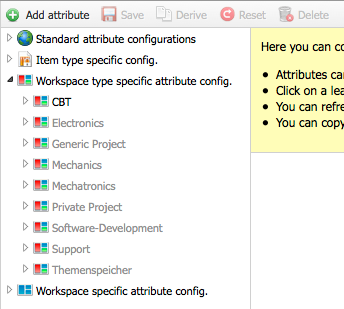 Add attribute Save Derive Reset Delete
Standard attribute configurations
Item type specific config.
Workspace type specific attribute config.
CBT
Electronics
Generic Project
Mechanics
Mechatronics
Private Project
Software-Development
Support
Themenspeicher
Workspace specific attribute config.
Here you can co
• Attributes car
• Click on a lea
• You can refre
• You can copy